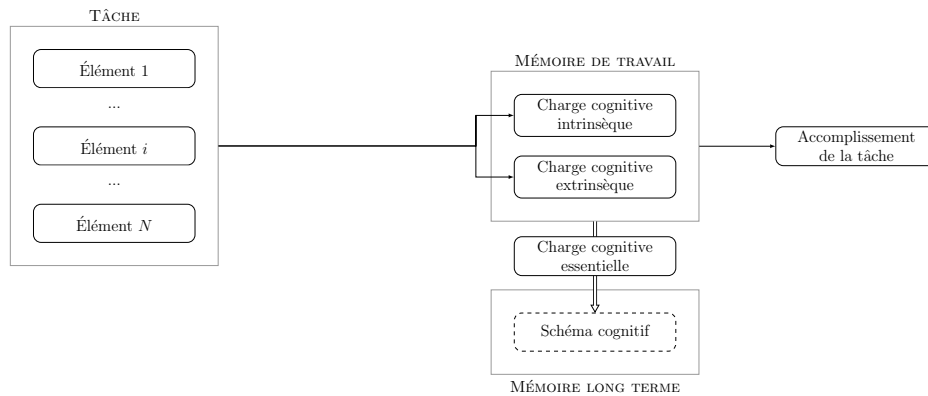 TÂCHE
Élément 1
...
Élément i
...
Élément N
MÉMOIRE DE TRAVAIL
Charge cognitive
intrinsèque
Charge cognitive
extrinsèque
Charge cognitive
essentielle
Schéma cognitif
MÉMOIRE LONG TERME
Accomplissement
de la tâche